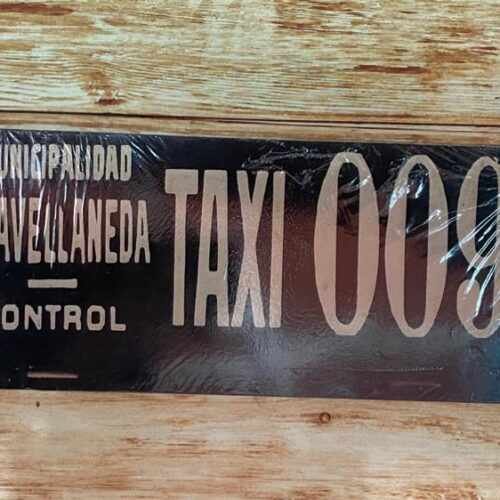 UNICIPALIDAD
AVELLANEDA
—
ONTROL
TAXI 009